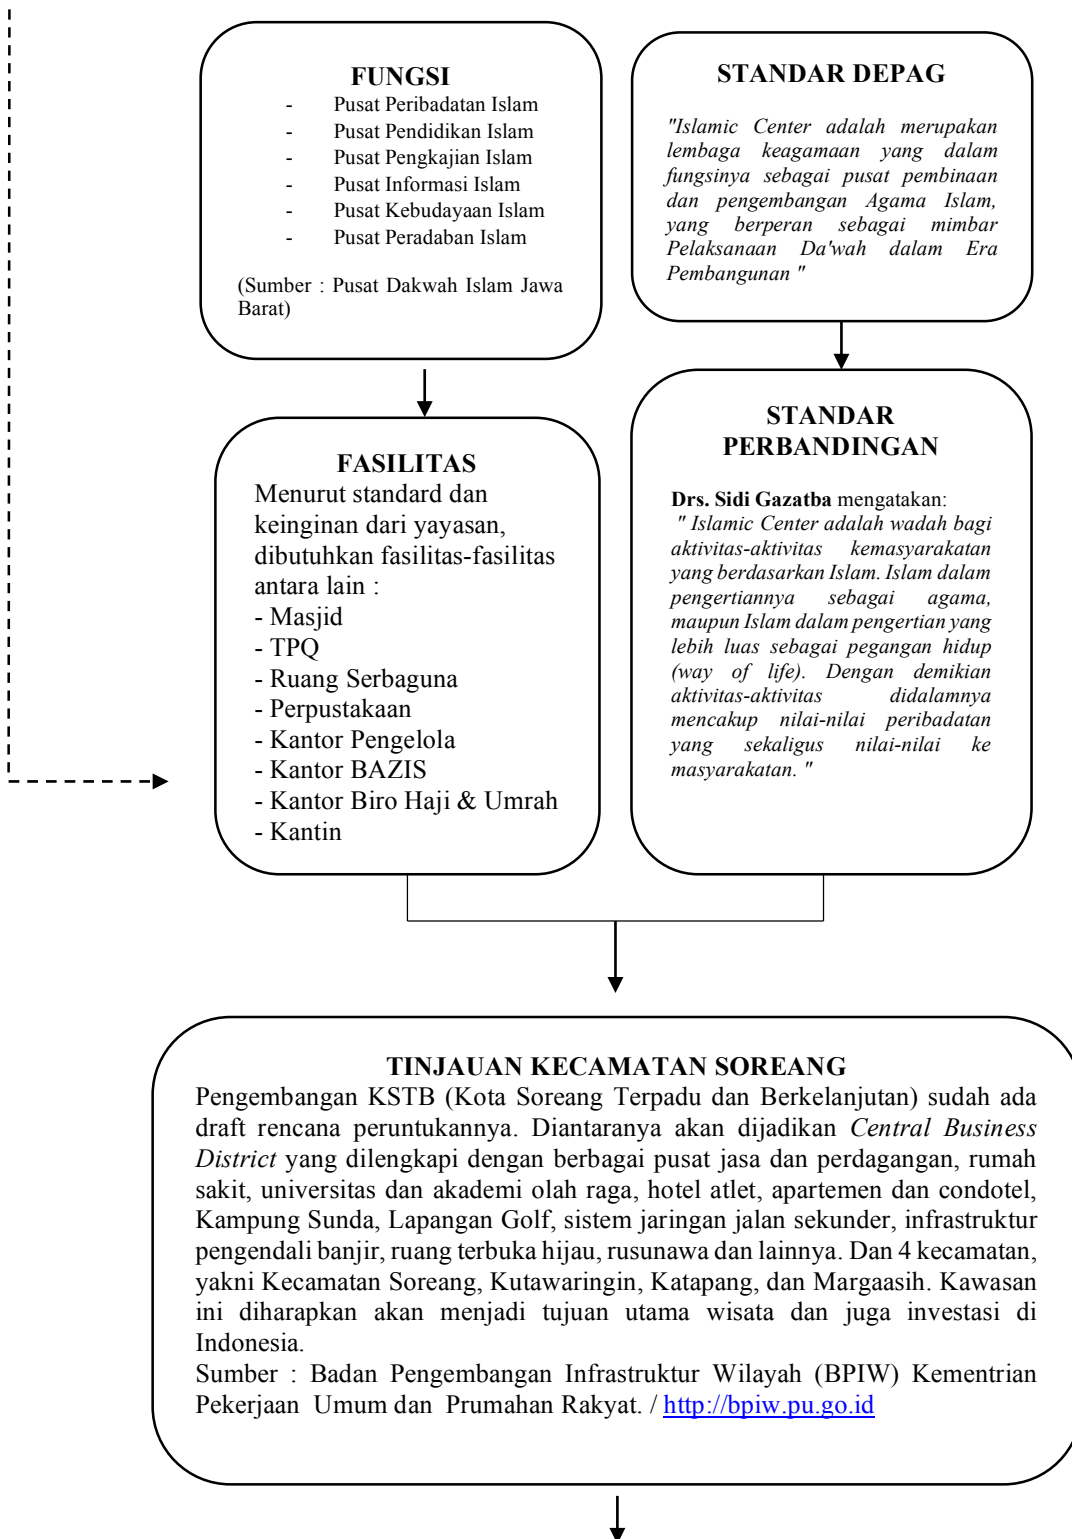 FUNGSI
- Pusat Peribadatan Islam
- Pusat Pendidikan Islam
- Pusat Pengkajian Islam
- Pusat Informasi Islam
- Pusat Kebudayaan Islam
- Pusat Peradaban Islam
(Sumber : Pusat Dakwah Islam Jawa
Barat)
STANDAR DEPAG
"Islamic Center adalah merupakan
lembaga keagamaan yang dalam
fungsinya sebagai pusat pembinaan
dan pengembangan Agama Islam,
yang berperan sebagai mimbar
Pelaksanaan Da'wah dalam Era
Pembangunan "
FASILITAS
Menurut standard dan
keinginan dari yayasan,
dibutuhkan fasilitas-fasilitas
antara lain :
- Masjid
- TPQ
- Ruang Serbaguna
- Perpustakaan
- Kantor Pengelola
- Kantor BAZIS
- Kantor Biro Haji & Umrah
- Kantin
STANDAR
PERBANDINGAN
Drs. Sidi Gazatba mengatakan:
" Islamic Center adalah wadah bagi
aktivitas-aktivitas kemasyarakatan
yang berdasarkan Islam. Islam dalam
pengertiannya sebagai agama,
maupun Islam dalam pengertian yang
lebih luas sebagai pegangan hidup
(way of life). Dengan demikian
aktivitas-aktivitas didalamnya
mencakup nilai-nilai peribadatan
yang sekaligus nilai-nilai ke
masyarakatan. "
TINJAUAN KECAMATAN SOREANG
Pengembangan KSTB (Kota Soreang Terpadu dan Berkelanjutan) sudah ada
draft rencana peruntukannya. Diantaranya akan dijadikan Central Business
District yang dilengkapi dengan berbagai pusat jasa dan perdagangan, rumah
sakit, universitas dan akademi olah raga, hotel atlet, apartemen dan condotel,
Kampung Sunda, Lapangan Golf, sistem jaringan jalan sekunder, infrastruktur
pengendali banjir, ruang terbuka hijau, rusunawa dan lainnya. Dan 4 kecamatan,
yakni Kecamatan Soreang, Kutawaringin, Katapang, dan Margaasih. Kawasan
ini diharapkan akan menjadi tujuan utama wisata dan juga investasi di
Indonesia.
Sumber : Badan Pengembangan Infrastruktur Wilayah (BPIW) Kementrian
Pekerjaan Umum dan Prumahan Rakyat. / http://bpiw.pu.go.id